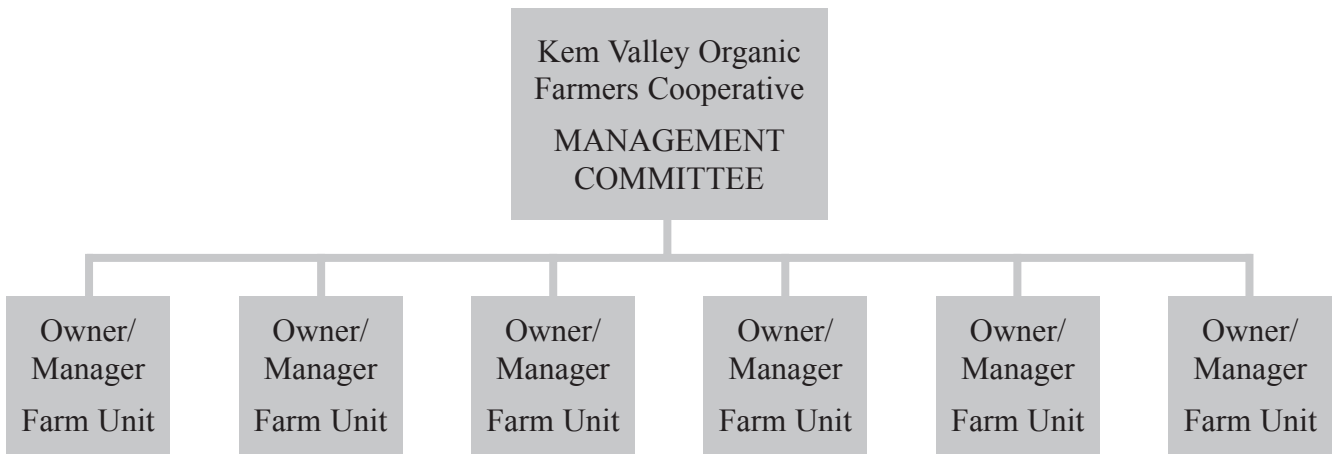 Kem Valley Organic
Farmers Cooperative
MANAGEMENT
COMMITTEE
Owner/
Manager
Farm Unit
Owner/
Manager
Farm Unit
Owner/
Manager
Farm Unit
Owner/
Manager
Farm Unit
Owner/
Manager
Farm Unit
Owner/
Manager
Farm Unit